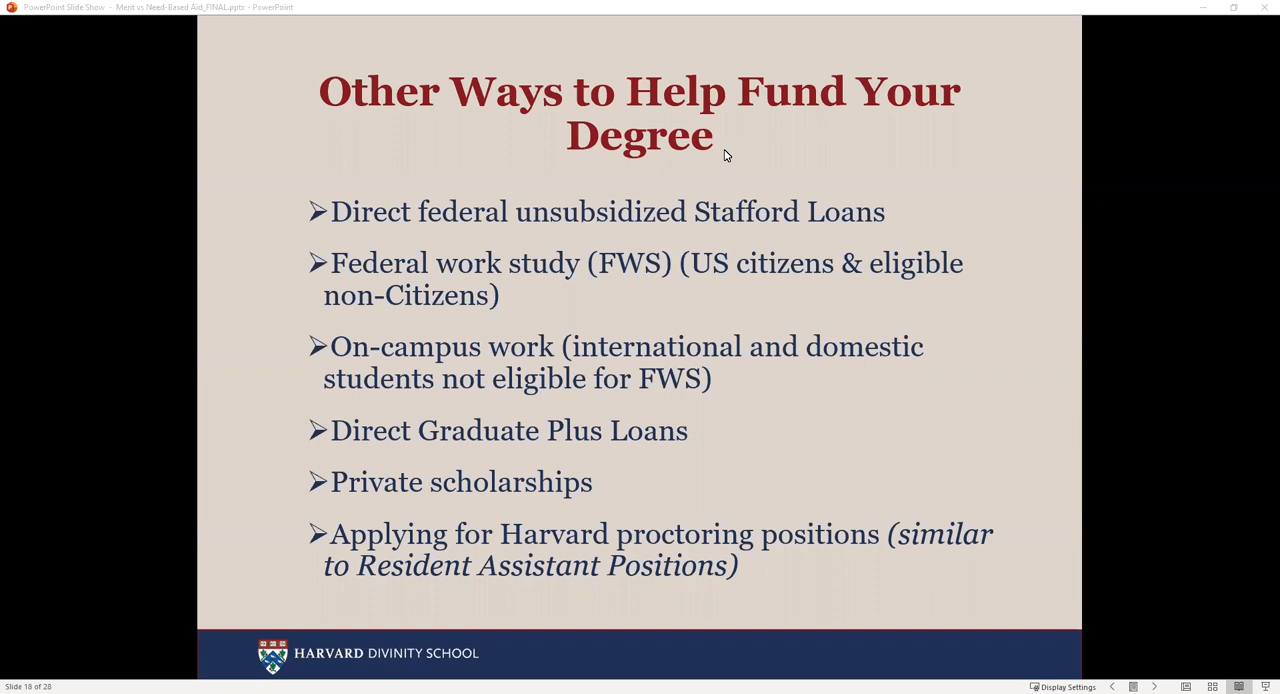 PowerPoint Slide Show - Merit vs Need-Based Aid_FINAL.pptx - PowerPoint
Other Ways to Help Fund Your
Degree
➢Direct federal unsubsidized Stafford Loans
➢Federal work study (FWS) (US citizens & eligible
non-Citizens)
➢On-campus work (international and domestic
students not eligible for FWS)
➢Direct Graduate Plus Loans
➢Private scholarships
➢Applying for Harvard proctoring positions (similar
to Resident Assistant Positions)
HARVARD DIVINITY SCHOOL
Slide 18 of 28
Display Settings